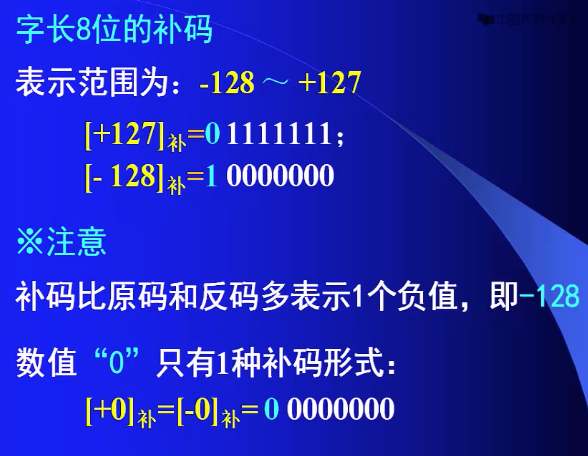 字长8位的补码
表示范围为：-128 ～ +127
[+127]补=0 1111111；
[- 128]补=1 0000000
※注意
补码比原码和反码多表示1个负值，即-128
数值“0”只有1种补码形式：
[+0]补=[-0]补= 0 0000000